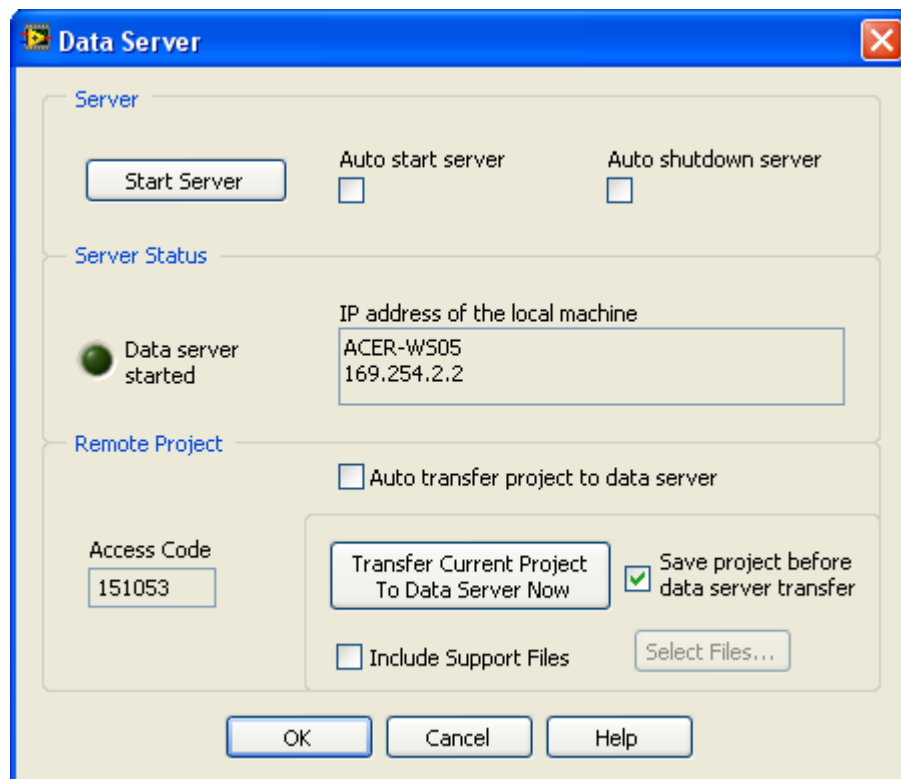 Data Server
Server
Start Server
Auto start server
Auto shutdown server
Server Status
Data server
started
IP address of the local machine
ACER-WS05
169.254.2.2
Remote Project
Auto transfer project to data server
Access Code
151053
Transfer Current Project
To Data Server Now
Save project before
data server transfer
Include Support Files
Select Files...
OK
Cancel
Help